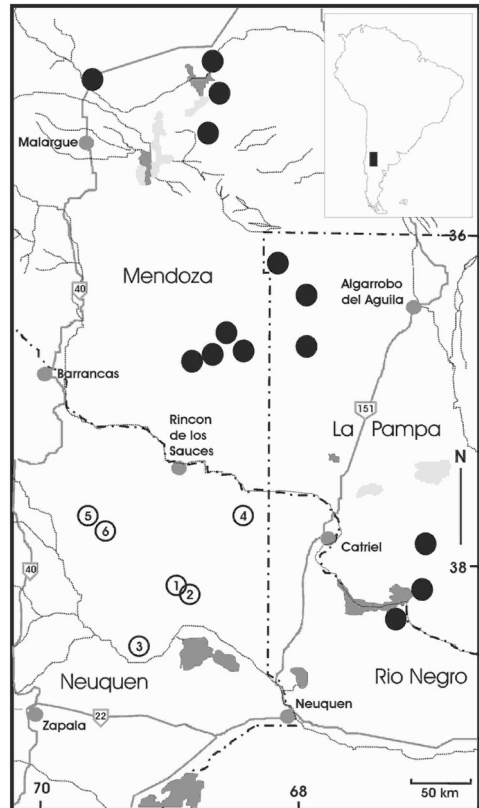 Malargue
36
Mendoza
Algarrobo
del Aguila
40
Barrancas
151
Rincon
de los
Sauces
La Pampa
N
5
6
4
Catriel
38
40
1
2
3
Neuquen
Rio Negro
Zapala
22
Neuquen
70
68
50 km